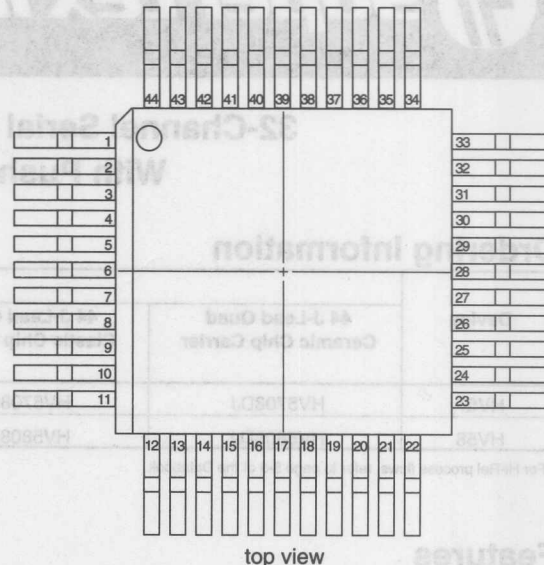 44 43 42 41 40 39 38 37 36 35 34
1 33
2 32
3 31
4 30
5 29
6 28
7 27
8 26
9 25
10 24
11 23
12 13 14 15 16 17 18 19 20 21 22
top view
32-Channel Serial
With Push
Ordering Information
44 J-Lead Quad
Ceramic Chip Carrier
Features